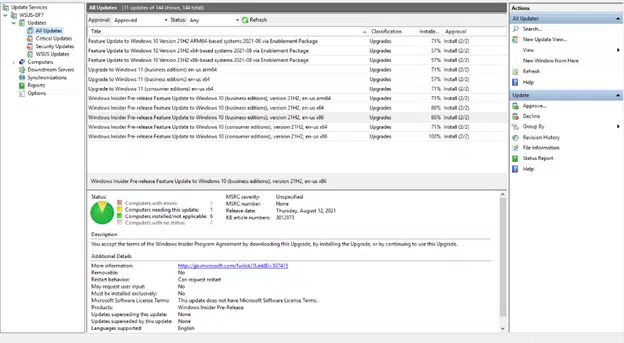 Update Services
WSUS-DF7
Updates
All Updates
Critical Updates
Security Updates
WSUS Updates
Computers
Downstream Servers
Synchronizations
Reports
Options
All Updates (11 updates of 144 shown, 144 total)
Approval: Approved Status: Any Refresh
Title Classification Installe... Approval
Feature Update to Windows 10 Version 21H2 ARM64-based systems 2021-08 via Enablement Package Upgrades 71% Install (2/2)
Feature Update to Windows 10 Version 21H2 x64-based systems 2021-08 via Enablement Package Upgrades 57% Install (2/2)
Feature Update to Windows 10 Version 21H2 x86-based systems 2021-08 via Enablement Package Upgrades 57% Install (2/2)
Upgrade to Windows 11 (business editions) en-us arm64 Upgrades 71% Install (2/2)
Upgrade to Windows 11 (business editions) en-us x64 Upgrades 57% Install (2/2)
Upgrade to Windows 11 (consumer editions) en-us x64 Upgrades 71% Install (2/2)
Windows Insider Pre-release Feature Update to Windows 10 (business editions), version 21H2, en-us arm64 Upgrades 71% Install (2/2)
Windows Insider Pre-release Feature Update to Windows 10 (business editions), version 21H2, en-us x64 Upgrades 86% Install (2/2)
Windows Insider Pre-release Feature Update to Windows 10 (business editions), version 21H2, en-us x86 Upgrades 86% Install (2/2)
Windows Insider Pre-release Feature Update to Windows 10 (consumer editions), version 21H2, en-us x64 Upgrades 71% Install (2/2)
Windows Insider Pre-release Feature Update to Windows 10 (consumer editions), version 21H2, en-us x86 Upgrades 100% Install (2/2)
Windows Insider Pre-release Feature Update to Windows 10 (business editions), version 21H2, en-us x86
Status:
Computers with errors: 0
Computers needing this update: 1
Computers installed/not applicable: 6
Computers with no status: 0
MSRC severity: Unspecified
MSRC number: None
Release date: Thursday, August 12, 2021
KB article numbers: 3012973
Description
You accept the terms of the Windows Insider Program Agreement by downloading this Upgrade, by installing the Upgrade, or by continuing to use this Upgrade.
Additional Details
More information: http://go.microsoft.com/fwlink/?LinkID=507413
Removable: No
Restart behavior: Can request restart
May request user input: No
Must be installed exclusively: No
Microsoft Software License Terms: This update does not have Microsoft Software License Terms.
Products: Windows Insider Pre-Release
Updates superseding this update: None
Updates superseded by this update: None
Languages supported: English
Actions
All Updates
Search...
New Update View...
View
New Window from Here
Refresh
Help
Update
Approve...
Decline
Group By
Revision History
File Information
Status Report
Help